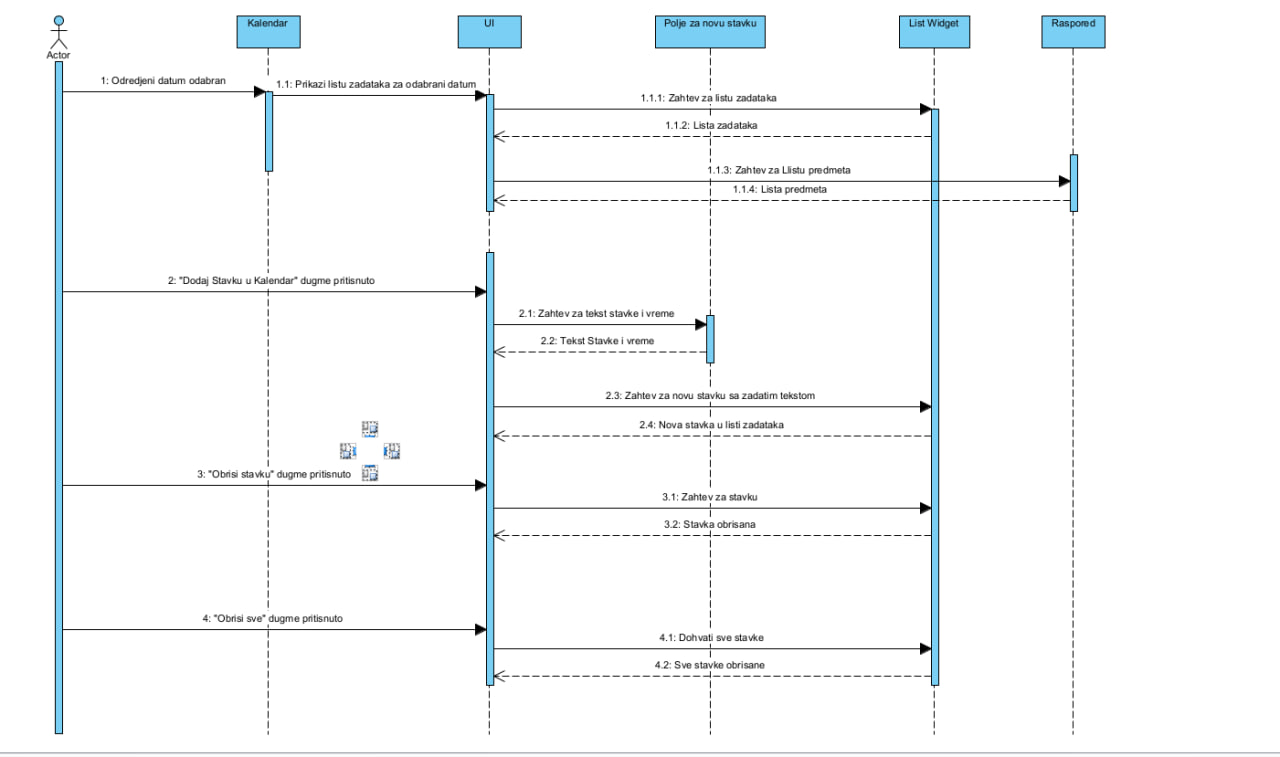 Kalendar
UI
Polje za novu stavku
List Widget
Raspored
Actor
1: Odredjeni datum odabran
1.1: Prikazi listu zadataka za odabrani datum
1.1.1: Zahtev za listu zadataka
1.1.2: Lista zadataka
1.1.3: Zahtev za Llistu predmeta
1.1.4: Lista predmeta
2: "Dodaj Stavku u Kalendar" dugme pritisnuto
2.1: Zahtev za tekst stavke i vreme
2.2: Tekst Stavke i vreme
2.3: Zahtev za novu stavku sa zadatim tekstom
2.4: Nova stavka u listi zadataka
3: "Obrisi stavku" dugme pritisnuto
3.1: Zahtev za stavku
3.2: Stavka obrisana
4: "Obrisi sve" dugme pritisnuto
4.1: Dohvati sve stavke
4.2: Sve stavke obrisane